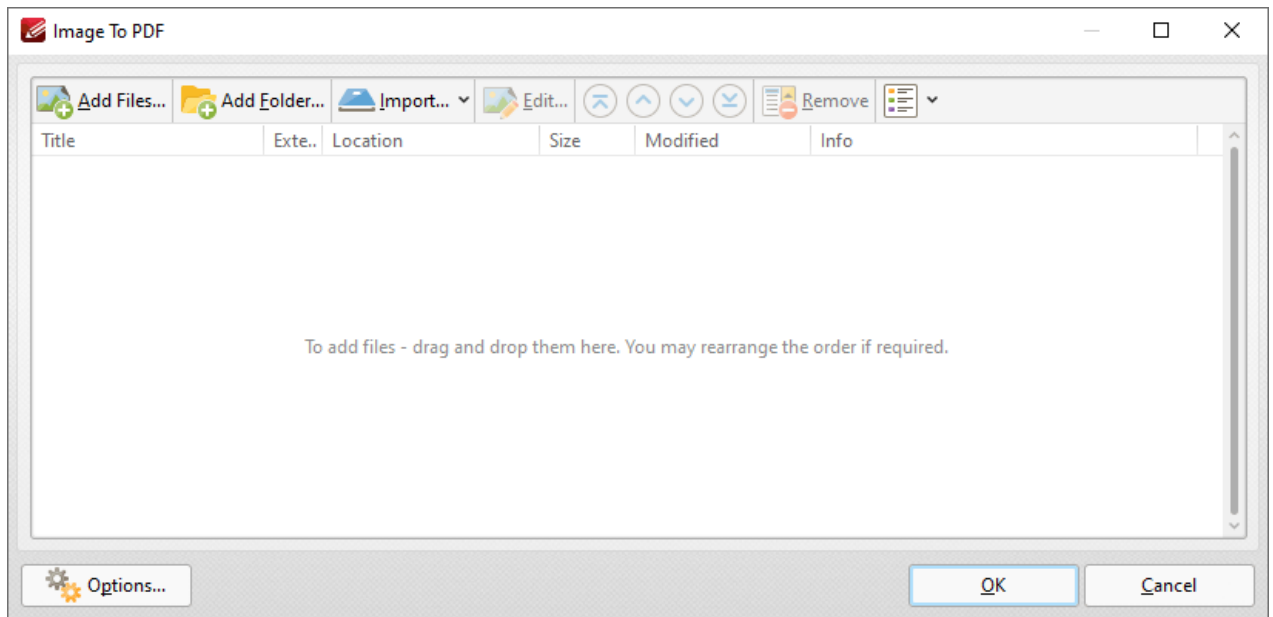 Image To PDF
Add Files... Add Folder... Import... Edit... Remove
Title Exte.. Location Size Modified Info
To add files - drag and drop them here. You may rearrange the order if required.
Options... OK Cancel